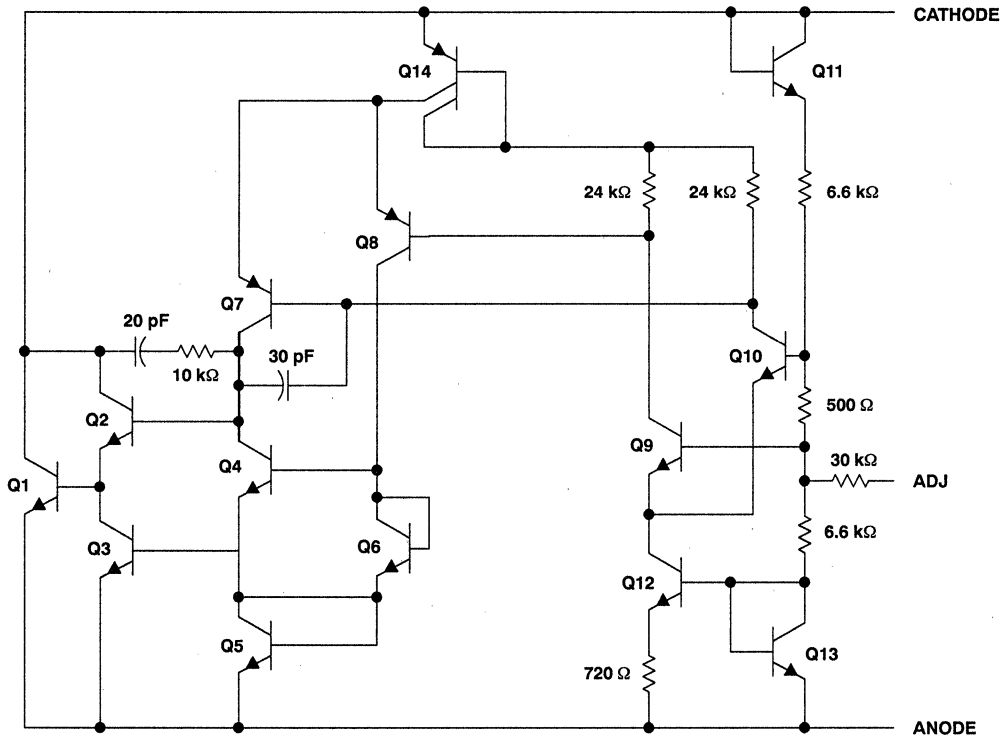 CATHODE
Q14
Q11
24 kΩ
24 kΩ
6.6 kΩ
Q8
Q7
20 pF
30 pF
10 kΩ
Q10
Q2
500 Ω
Q9
Q4
30 kΩ
ADJ
Q1
Q3
Q6
6.6 kΩ
Q12
Q5
Q13
720 Ω
ANODE